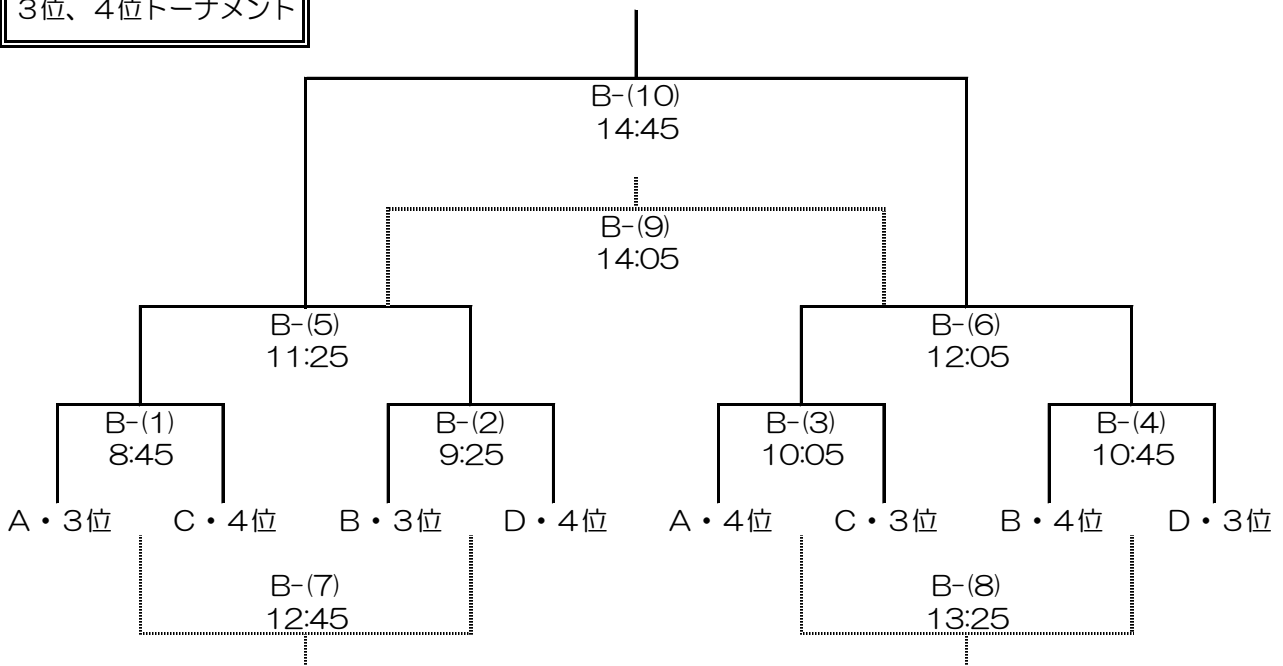 ３位、４位トーナメント
B-(10)
14:45
B-(9)
14:05
B-(5)
11:25
B-(6)
12:05
B-(1)
8:45
B-(2)
9:25
B-(3)
10:05
B-(4)
10:45
A・３位
C・４位
B・３位
D・４位
A・４位
C・３位
B・４位
D・３位
B-(7)
12:45
B-(8)
13:25